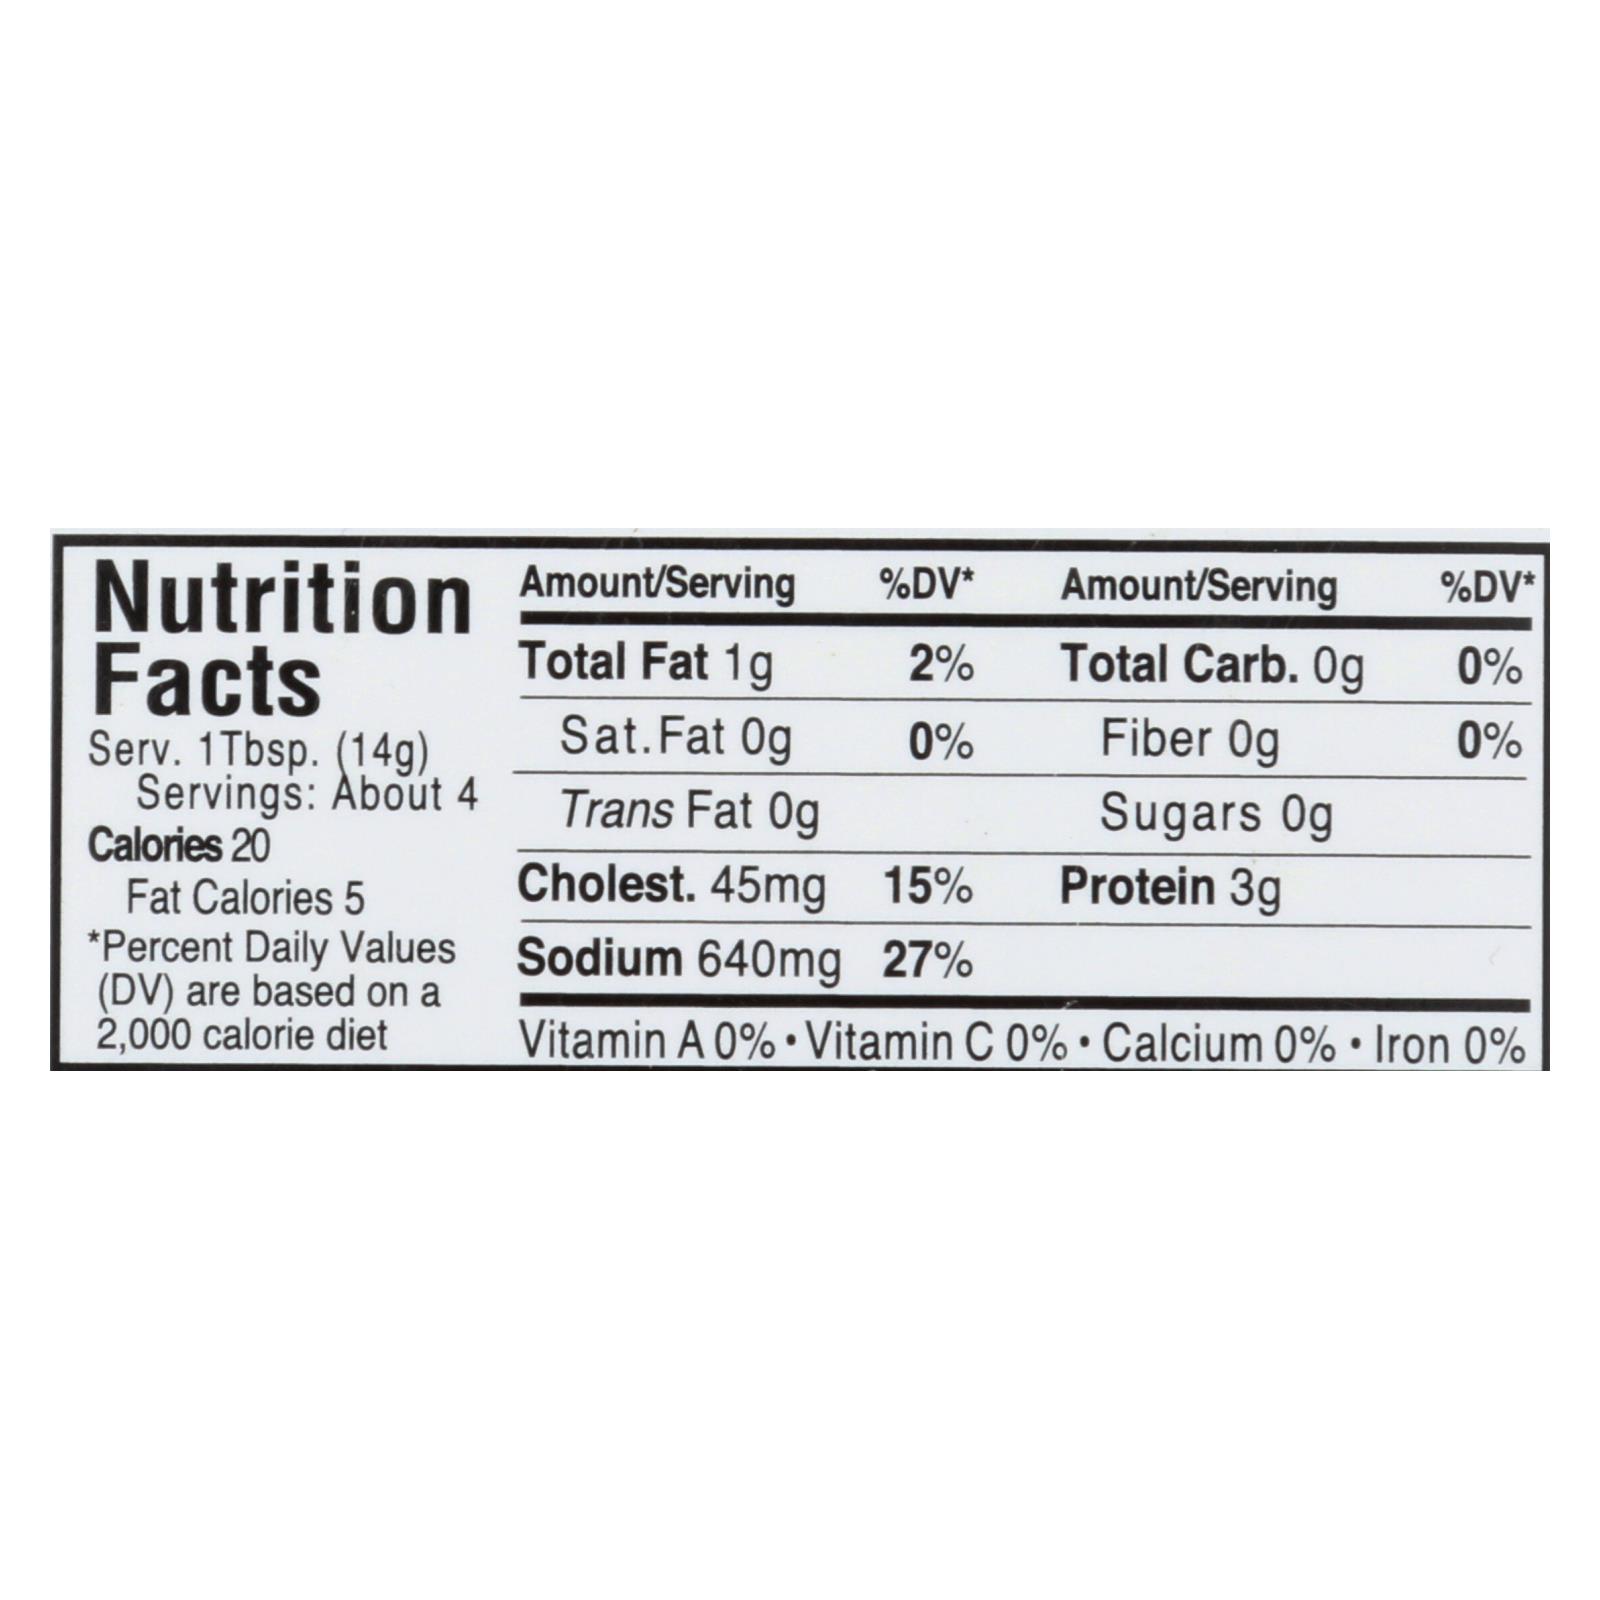 Nutrition
Facts
Serv. 1Tbsp. (14g)
Servings: About 4
Calories 20
Fat Calories 5
*Percent Daily Values
(DV) are based on a
2,000 calorie diet
Amount/Serving %DV* Amount/Serving %DV*
Total Fat 1g 2% Total Carb. 0g 0%
Sat.Fat 0g 0% Fiber 0g 0%
Trans Fat 0g Sugars 0g
Cholest. 45mg 15% Protein 3g
Sodium 640mg 27%
Vitamin A 0% • Vitamin C 0% • Calcium 0% • Iron 0%